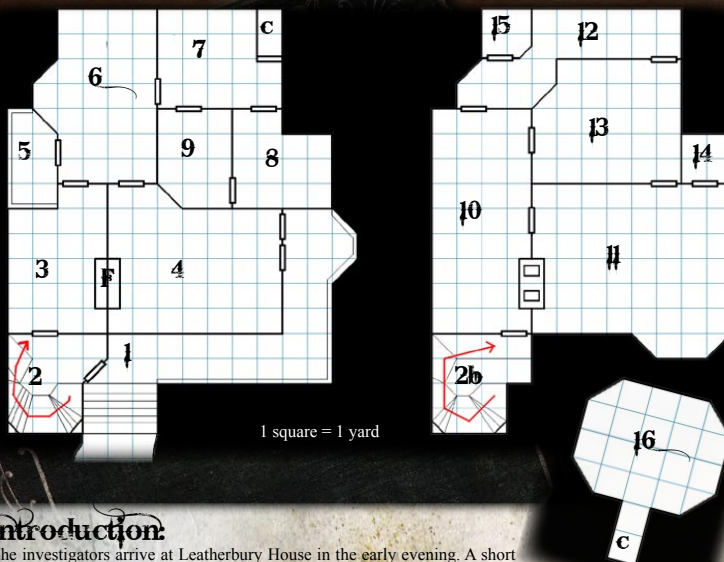 c
7
6
5
9
8
3
F
4
1
2
15
12
13
14
10
11
2b
16
c
1 square = 1 yard
ntroduction:
he investigators arrive at Leatherbury House in the early evening. A short